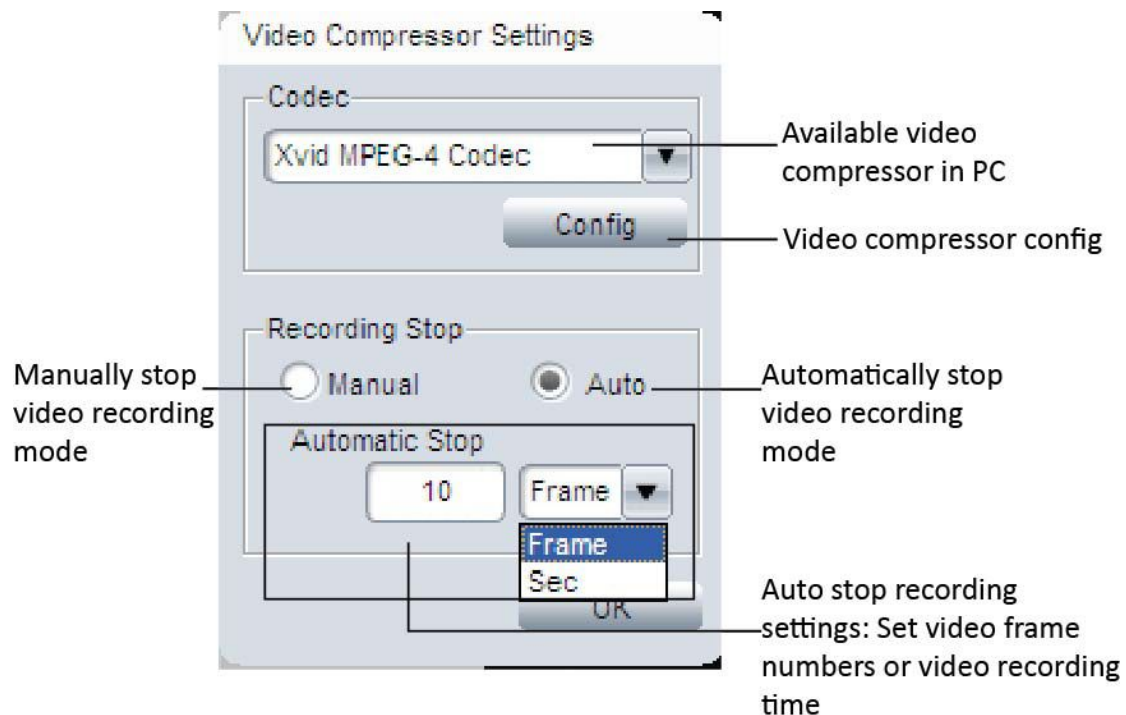 Video Compressor Settings
Codec
Xvid MPEG-4 Codec
Available video
compressor in PC
Config
Video compressor config
Recording Stop
Manually stop
video recording
mode
Manual
Auto
Automatically stop
video recording
mode
Automatic Stop
10
Frame
Frame
Sec
OK
Auto stop recording
settings: Set video frame
numbers or video recording
time